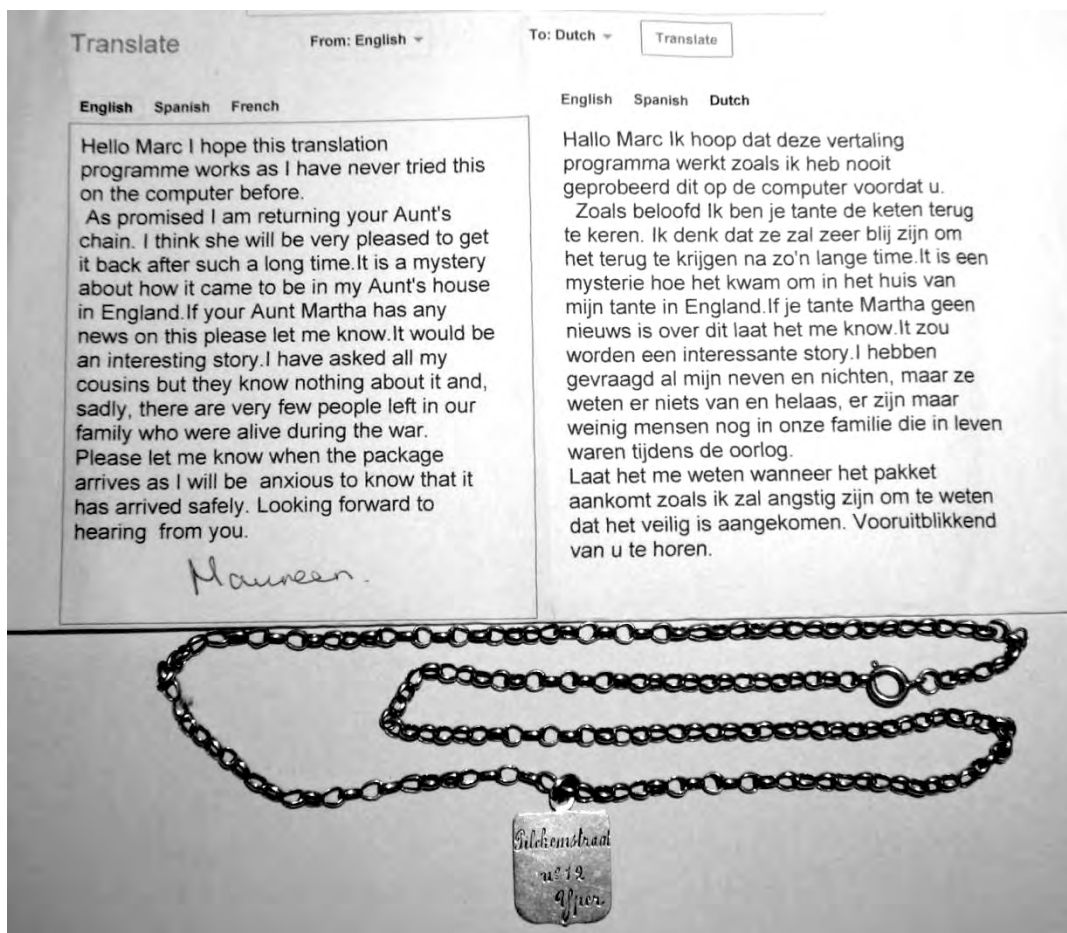 Translate
From: English
To: Dutch
Translate
English Spanish French
Hello Marc I hope this translation
programme works as I have never tried this
on the computer before.
As promised I am returning your Aunt's
chain. I think she will be very pleased to get
it back after such a long time.It is a mystery
about how it came to be in my Aunt's house
in England.If your Aunt Martha has any
news on this please let me know.It would be
an interesting story.I have asked all my
cousins but they know nothing about it and,
sadly, there are very few people left in our
family who were alive during the war.
Please let me know when the package
arrives as I will be anxious to know that it
has arrived safely. Looking forward to
hearing from you.
Maureen.
English Spanish Dutch
Hallo Marc Ik hoop dat deze vertaling
programma werkt zoals ik heb nooit
geprobeerd dit op de computer voordat u.
Zoals beloofd Ik ben je tante de keten terug
te keren. Ik denk dat ze zal zeer blij zijn om
het terug te krijgen na zo'n lange time.It is een
mysterie hoe het kwam om in het huis van
mijn tante in England.If je tante Martha geen
nieuws is over dit laat het me know.It zou
worden een interessante story.I hebben
gevraagd al mijn neven en nichten, maar ze
weten er niets van en helaas, er zijn maar
weinig mensen nog in onze familie die in leven
waren tijdens de oorlog.
Laat het me weten wanneer het pakket
aankomt zoals ik zal angstig zijn om te weten
dat het veilig is aangekomen. Vooruitblikkend
van u te horen.
Pilckemstraat
nº 12
Yper.